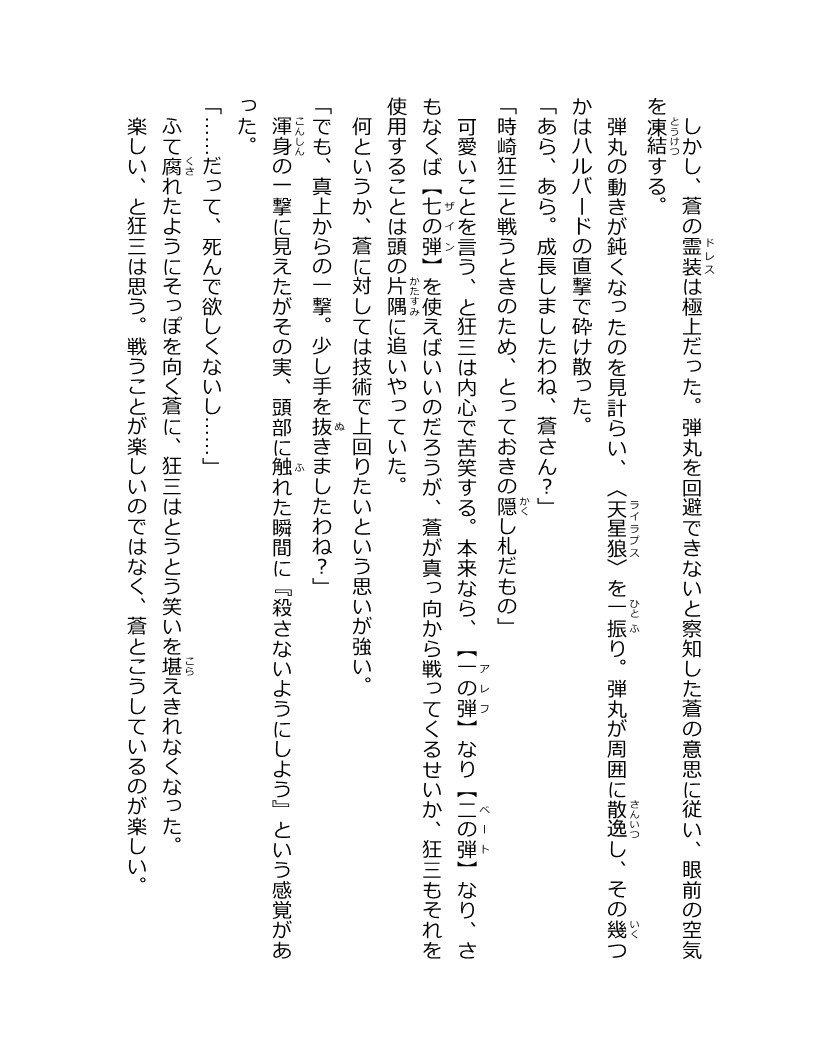 しかし、蒼の霊装は極上だった。弾丸を回避できないと察知した蒼の意思に従い、眼前の空気
を凍結する。
　弾丸の動きが鈍くなったのを見計らい、〈天星狼〉を一振り。弾丸が周囲に散逸し、その幾つ
かはハルバードの直撃で砕け散った。
「あら、あら。成長しましたわね、蒼さん？」
「時崎狂三と戦うときのため、とっておきの隠し札だもの」
　可愛いことを言う、と狂三は内心で苦笑する。本来なら、【一の弾】なり【二の弾】なり、さ
もなくば【七の弾】を使えばいいのだろうが、蒼が真っ向から戦ってくるせいか、狂三もそれを
使用することは頭の片隅に追いやっていた。
　何というか、蒼に対しては技術で上回りたいという思いが強い。
「でも、真上からの一撃。少し手を抜きましたわね？」
　渾身の一撃に見えたがその実、頭部に触れた瞬間に『殺さないようにしよう』という感覚があ
った。
「……だって、死んで欲しくないし……」
　ふて腐れたようにそっぽを向く蒼に、狂三はとうとう笑いを堪えきれなくなった。
　楽しい、と狂三は思う。戦うことが楽しいのではなく、蒼とこうしているのが楽しい。